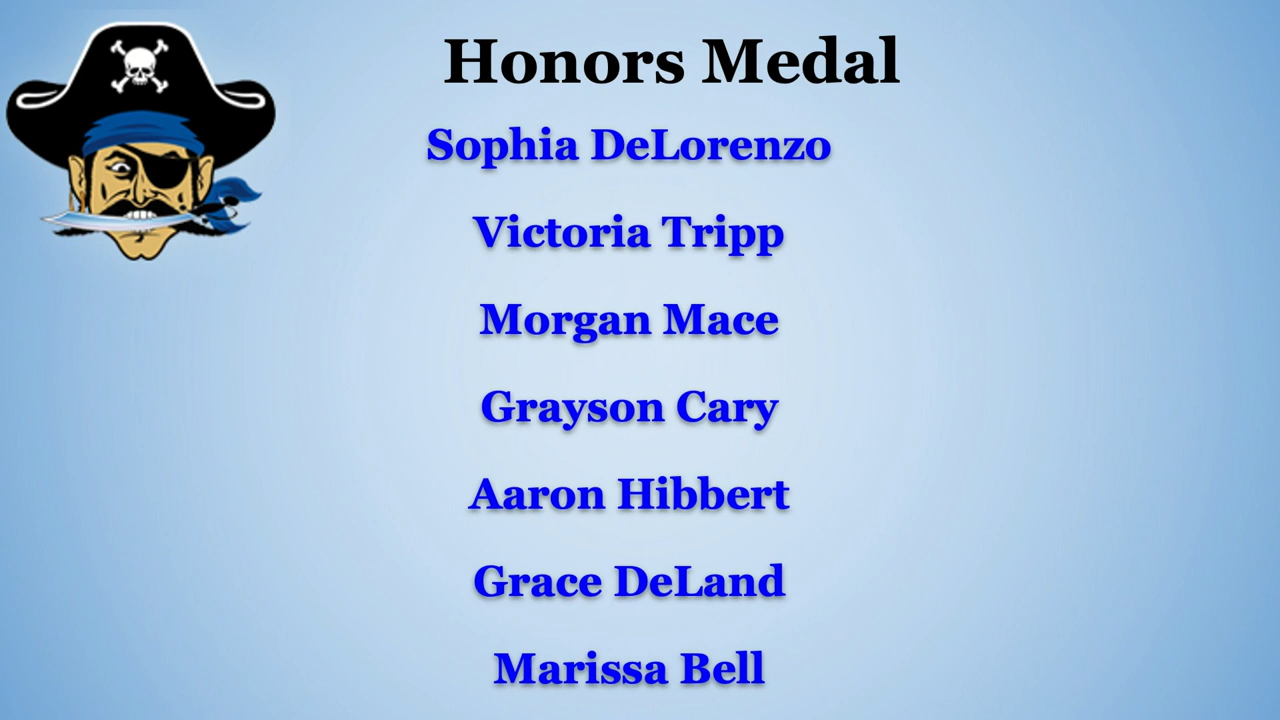 Honors Medal
Sophia DeLorenzo
Victoria Tripp
Morgan Mace
Grayson Cary
Aaron Hibbert
Grace DeLand
Marissa Bell